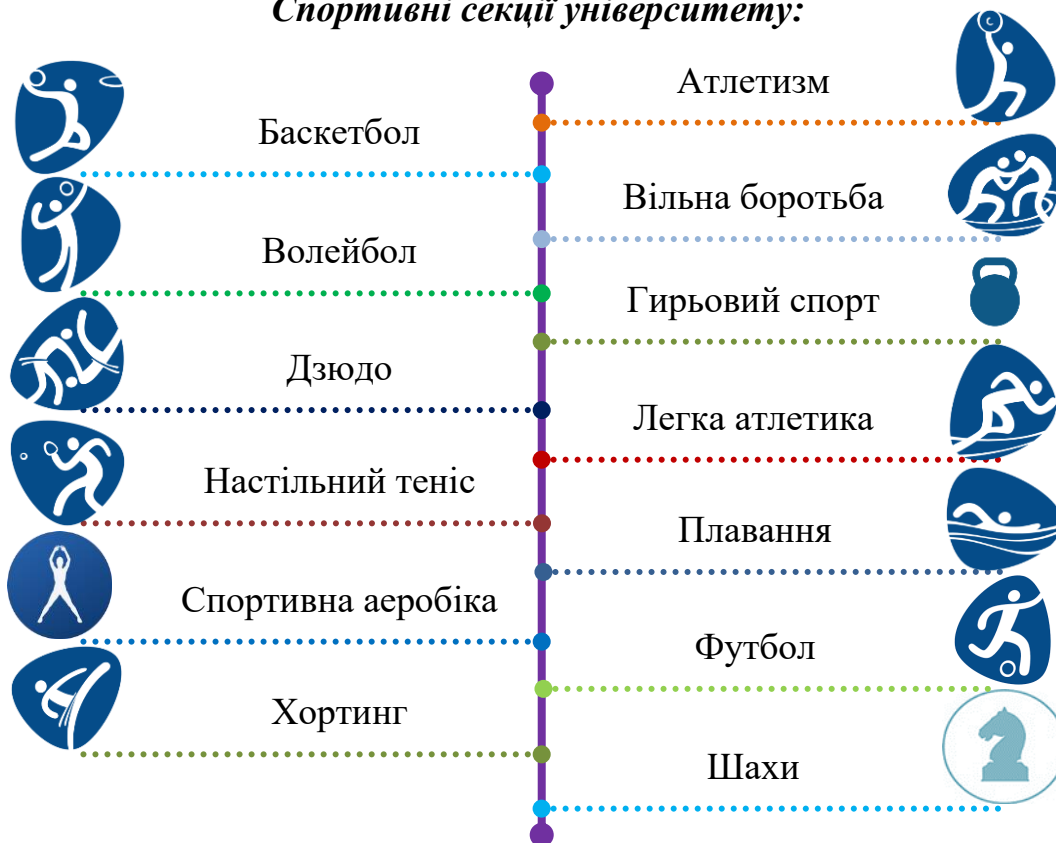 Спортивні секції університету:
Атлетизм
Баскетбол
Вільна боротьба
Волейбол
Гирьовий спорт
Дзюдо
Легка атлетика
Настільний теніс
Плавання
Спортивна аеробіка
Футбол
Хортинг
Шахи